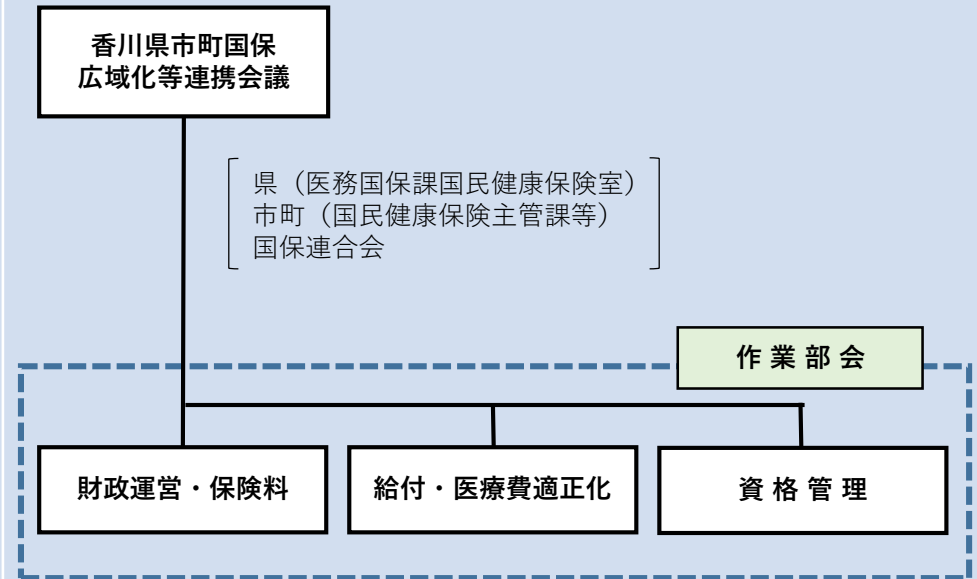 香川県市町国保
広域化等連携会議
県（医務国保課国民健康保険室）
市町（国民健康保険主管課等）
国保連合会
作業部会
財政運営・保険料
給付・医療費適正化
資格管理